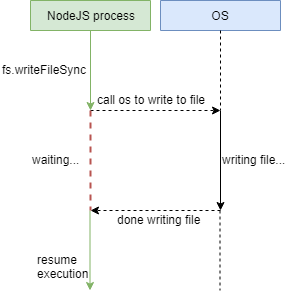 NodeJS process
OS
fs.writeFileSync
call os to write to file
waiting...
writing file...
done writing file
resume
execution